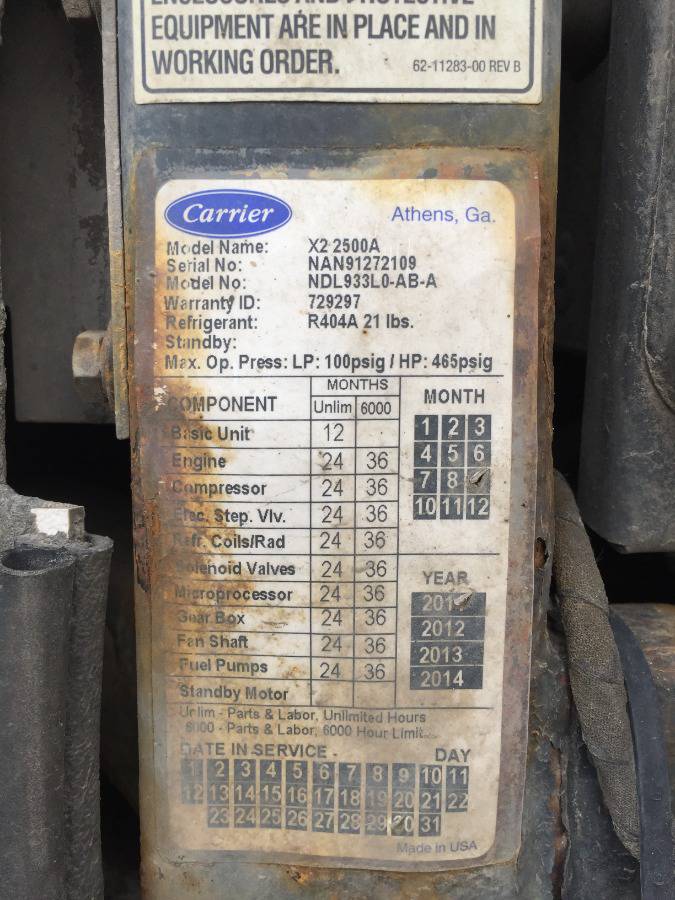 EQUIPMENT ARE IN PLACE AND IN
WORKING ORDER.
62-11283-00 REV B
Carrier
Athens, Ga.
Model Name: X2 2500A
Serial No: NAN91272109
Model No: NDL933L0-AB-A
Warranty ID: 729297
Refrigerant: R404A 21 lbs.
Standby:
Max. Op. Press: LP: 100psig / HP: 465psig
MONTHS
COMPONENT Unlim 6000
Basic Unit 12
Engine 24 36
Compressor 24 36
Elec. Step. Vlv. 24 36
Refr. Coils/Rad 24 36
Solenoid Valves 24 36
Microprocessor 24 36
Gear Box 24 36
Fan Shaft 24 36
Fuel Pumps 24 36
Standby Motor
MONTH
1 2 3
4 5 6
7 8
10 11 12
YEAR
2012
2013
2014
Unlim - Parts & Labor, Unlimited Hours
6000 - Parts & Labor, 6000 Hour Limit
DATE IN SERVICE - DAY
1 2 3 4 5 6 7 8 9 10 11
12 13 14 15 16 17 18 19 20 21 22
23 24 25 26 27 28 29 30 31
Made in USA